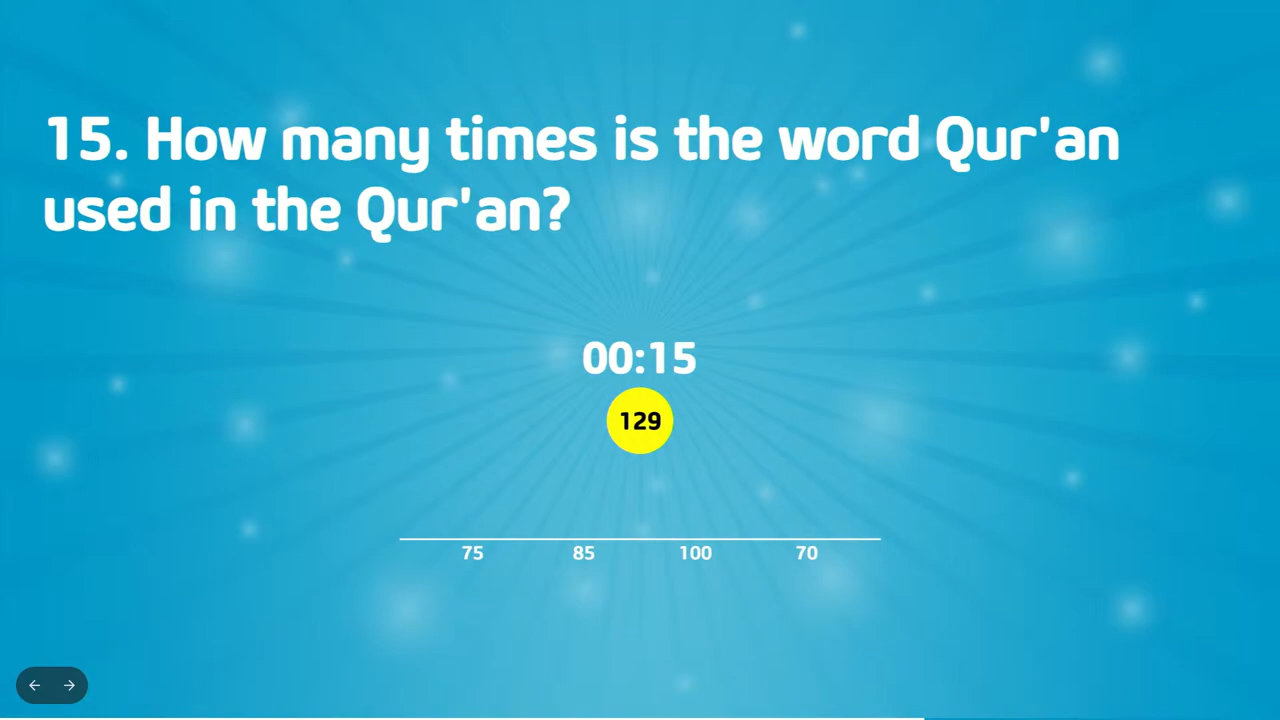 15. How many times is the word Qur'an
used in the Qur'an?
00:15
129
75 85 100 70